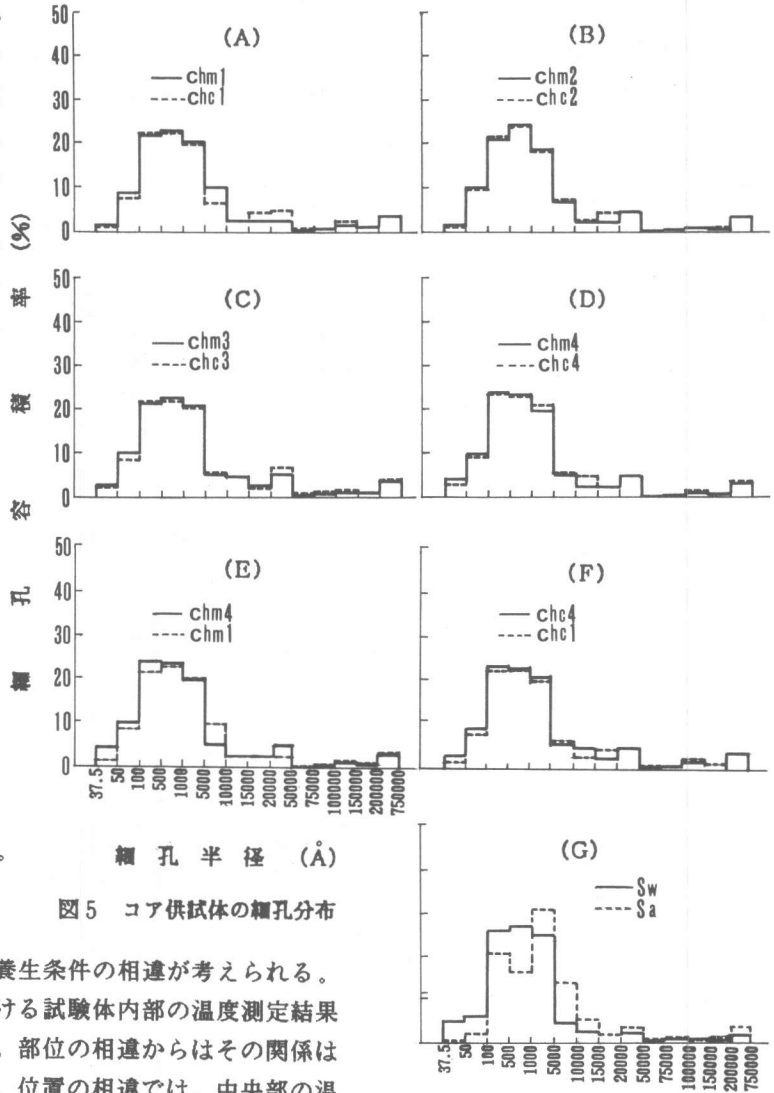 細孔容積率 (%)
50
40
30
20
10
0
(A)
chm1
chc1
(B)
chm2
chc2
50
40
30
20
10
0
(C)
chm3
chc3
(D)
chm4
chc4
50
40
30
20
10
0
(E)
chm4
chm1
37.5
50
100
500
1000
5000
10000
15000
20000
50000
75000
100000
150000
200000
750000
(F)
chc4
chc1
。
細孔半径 (Å)
図5 コア供試体の細孔分布
(G)
Sw
Sa
37.5
50
100
500
1000
5000
10000
15000
20000
50000
75000
100000
150000
200000
750000
養生条件の相違が考えられる。
ける試験体内部の温度測定結果
部位の相違からはその関係は
位置の相違では、中央部の温